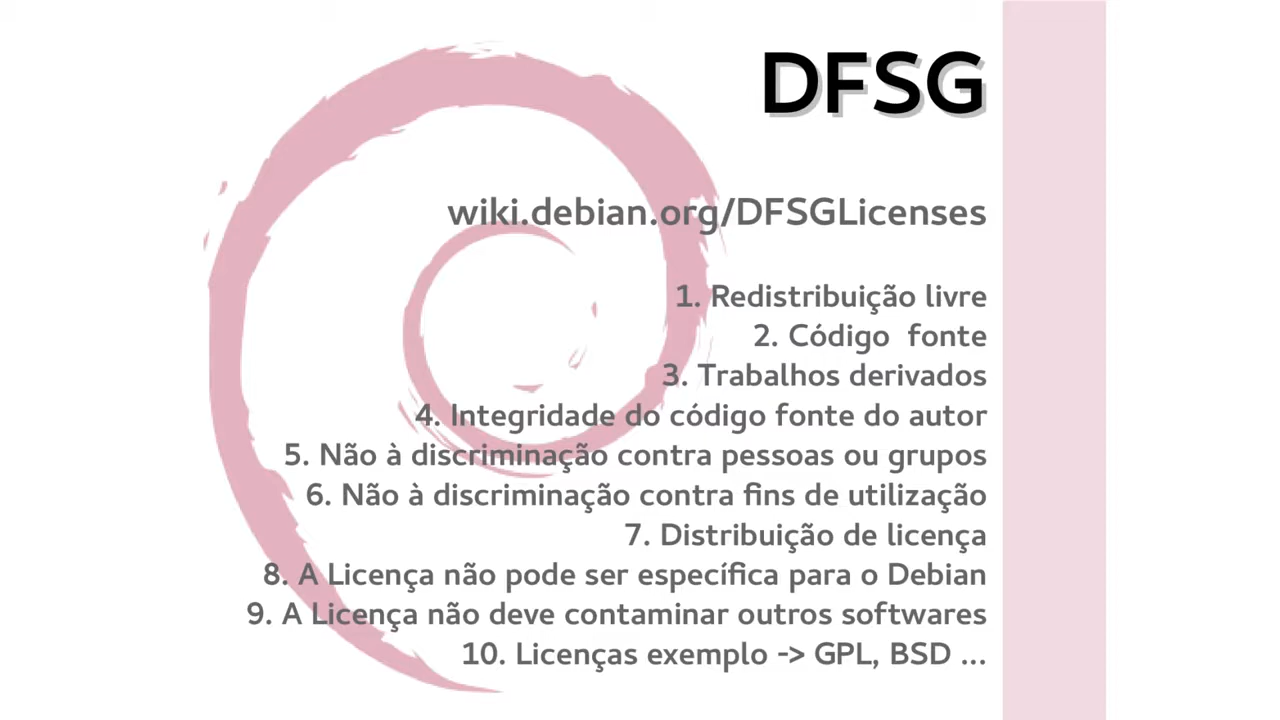 DFSG
wiki.debian.org/DFSGLicenses
1. Redistribuição livre
2. Código fonte
3. Trabalhos derivados
4. Integridade do código fonte do autor
5. Não à discriminação contra pessoas ou grupos
6. Não à discriminação contra fins de utilização
7. Distribuição de licença
8. A Licença não pode ser específica para o Debian
9. A Licença não deve contaminar outros softwares
10. Licenças exemplo -> GPL, BSD ...